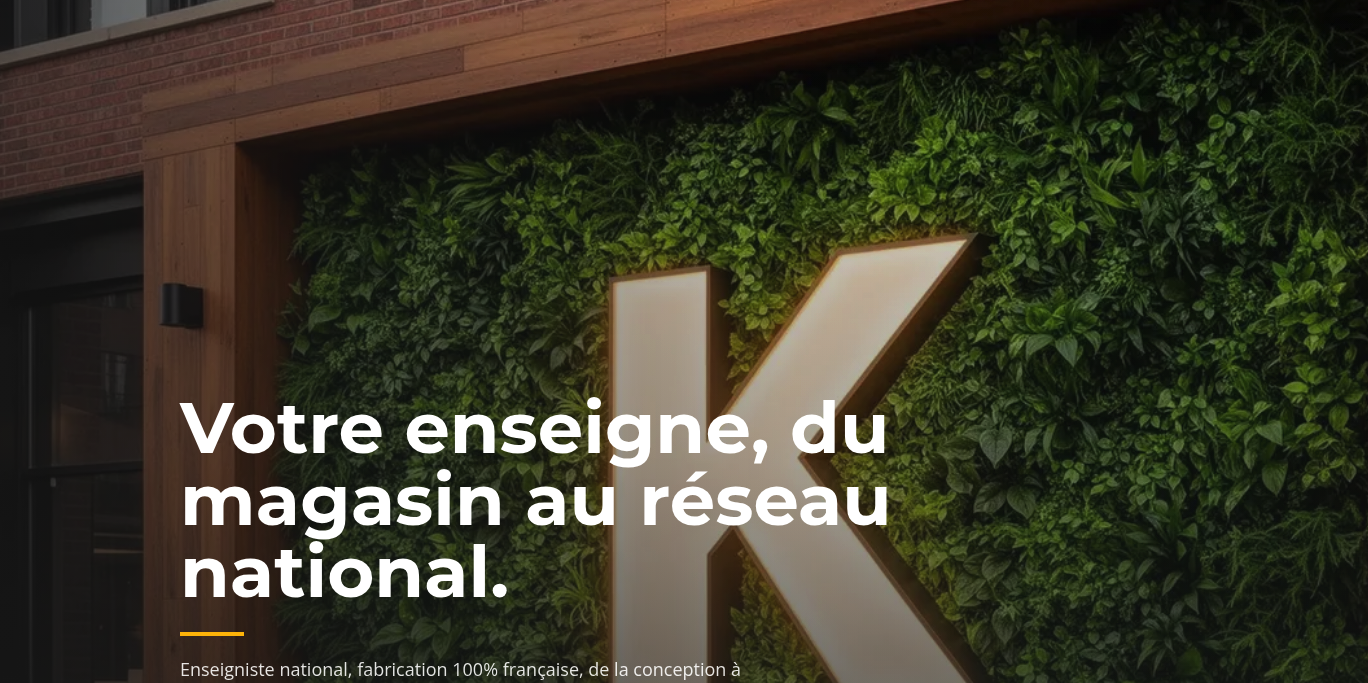 K
Votre enseigne, du
magasin au réseau
national.
Enseigniste national, fabrication 100% française, de la conception à